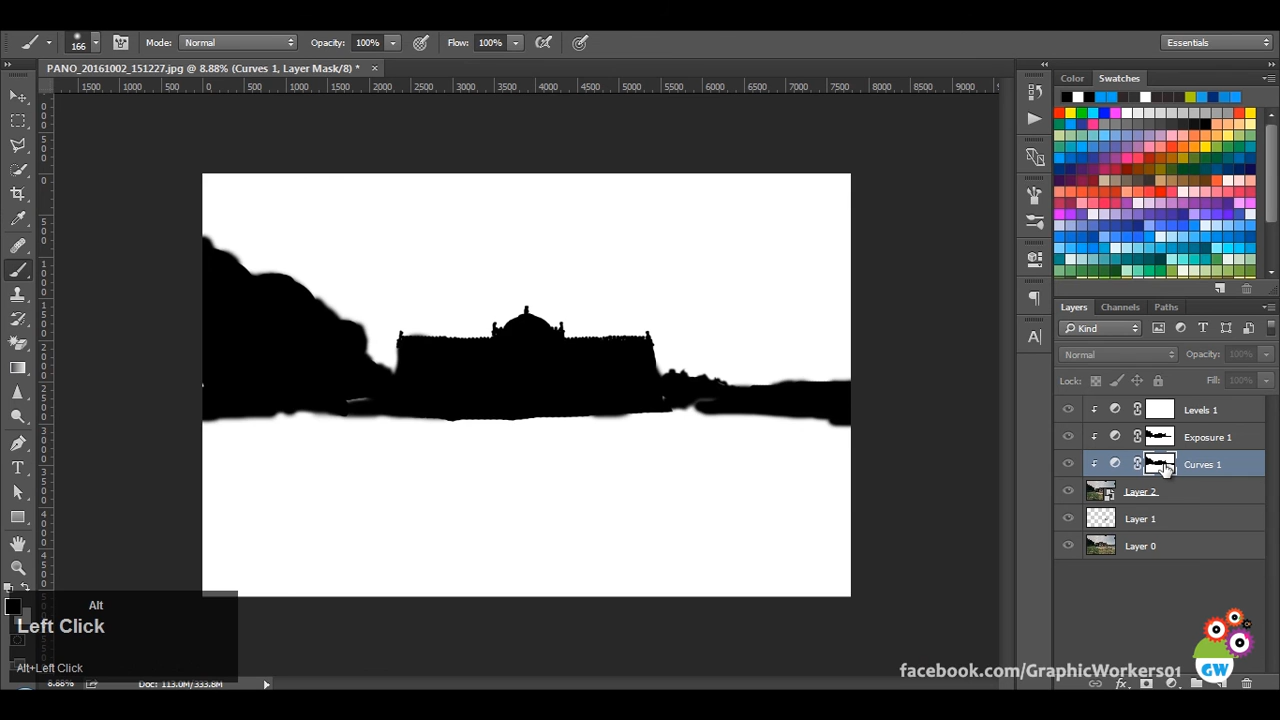 166 Mode: Normal Opacity: 100% Flow: 100% Essentials
PANO_20161002_151227.jpg @ 8.88% (Curves 1, Layer Mask/8) * ×
Color Swatches
1500 1000 500 0 500 1000 1500 2000 2500 3000 3500 4000 4500 5000 5500 6000 6500 7000 7500 8000 8500 9000
Layers Channels Paths
Kind
Normal Opacity: 100%
Lock: Fill: 100%
Levels 1
Exposure 1
Curves 1
Layer 2
Layer 1
Layer 0
Alt
Left Click
Alt+Left Click
facebook.com/GraphicWorkers01
GW
8.88% Doc: 113.0M/333.8M
fx